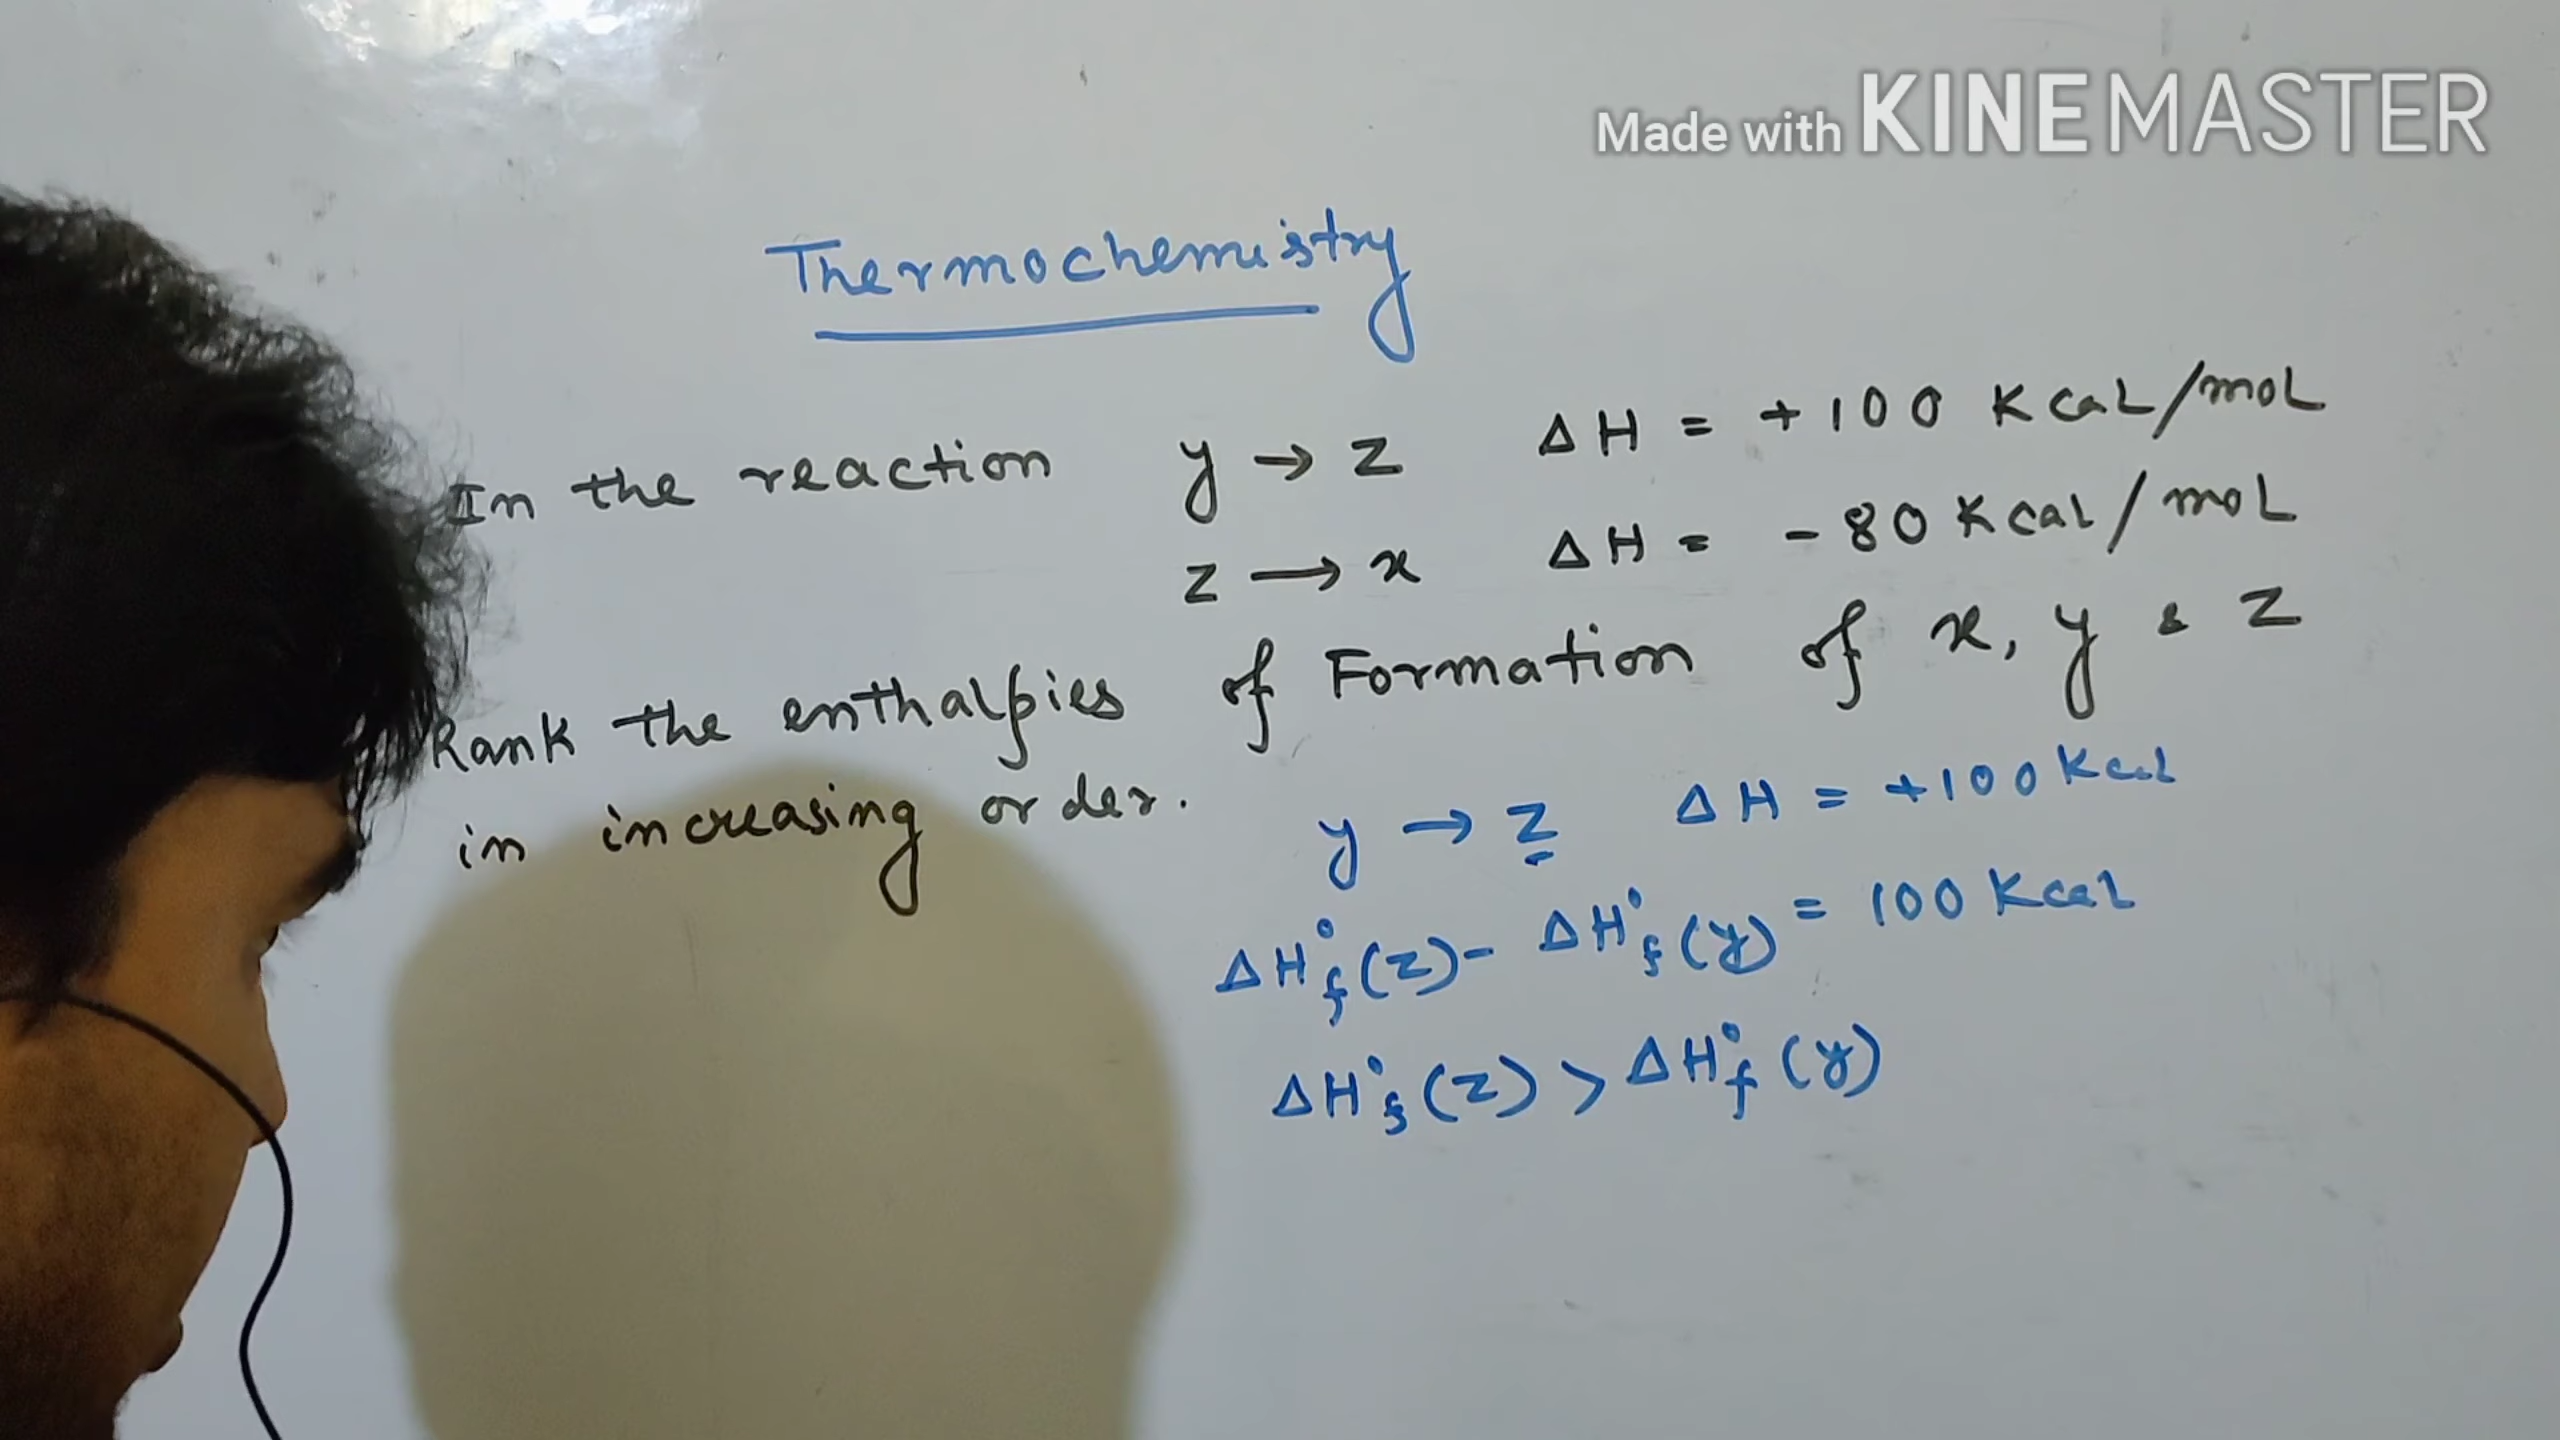 Made with KINEMASTER
Thermochemistry
In the reaction y → z ΔH = +100 Kcal/mol
z → x ΔH = -80 Kcal/mol
Rank the enthalpies of Formation of x, y & z
in increasing order.
y → z ΔH = +100 Kcal
ΔH°f(z) - ΔH°f(y) = 100 Kcal
ΔH°f(z) > ΔH°f(y)